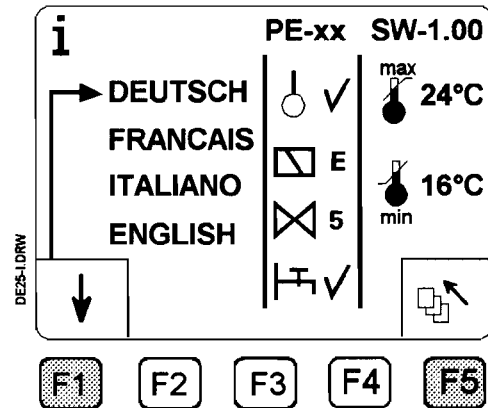 i PE-xx SW-1.00
DEUTSCH
FRANCAIS
ITALIANO
ENGLISH
E
5
max
24°C
16°C
min
DE25-I.DRW
F1 F2 F3 F4 F5